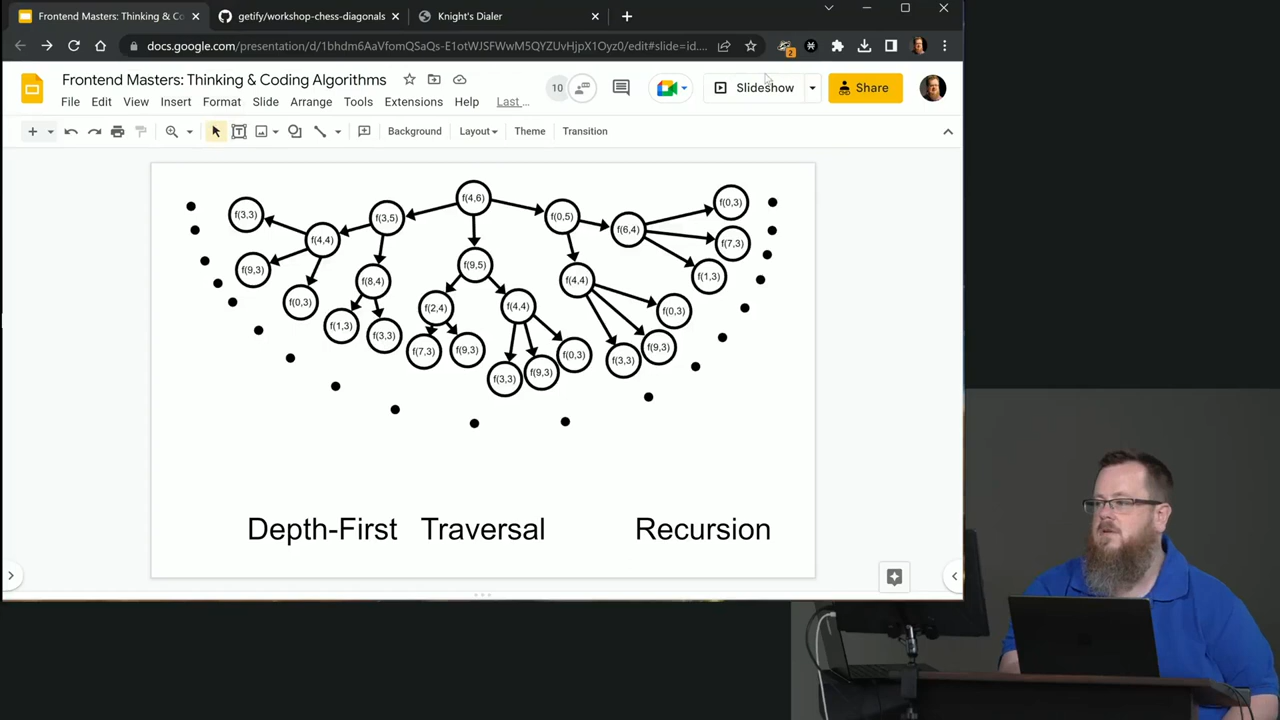 Frontend Masters: Thinking & Co
getify/workshop-chess-diagonals
Knight's Dialer
docs.google.com/presentation/d/1bhdm6AaVfomQSaQs-E1otWJSFWwM5QYZUvHjpX1Oyz0/edit#slide=id....
2
Frontend Masters: Thinking & Coding Algorithms
10
Slideshow
Share
File Edit View Insert Format Slide Arrange Tools Extensions Help Last ...
Background Layout Theme Transition
f(4,6)
f(3,3) f(3,5) f(0,5) f(0,3)
f(4,4) f(6,4) f(7,3)
f(9,3) f(8,4) f(9,5) f(4,4) f(1,3)
f(0,3) f(2,4) f(4,4) f(0,3)
f(1,3) f(3,3) f(7,3) f(9,3) f(0,3) f(9,3)
f(3,3) f(9,3) f(3,3)
Depth-First Traversal Recursion